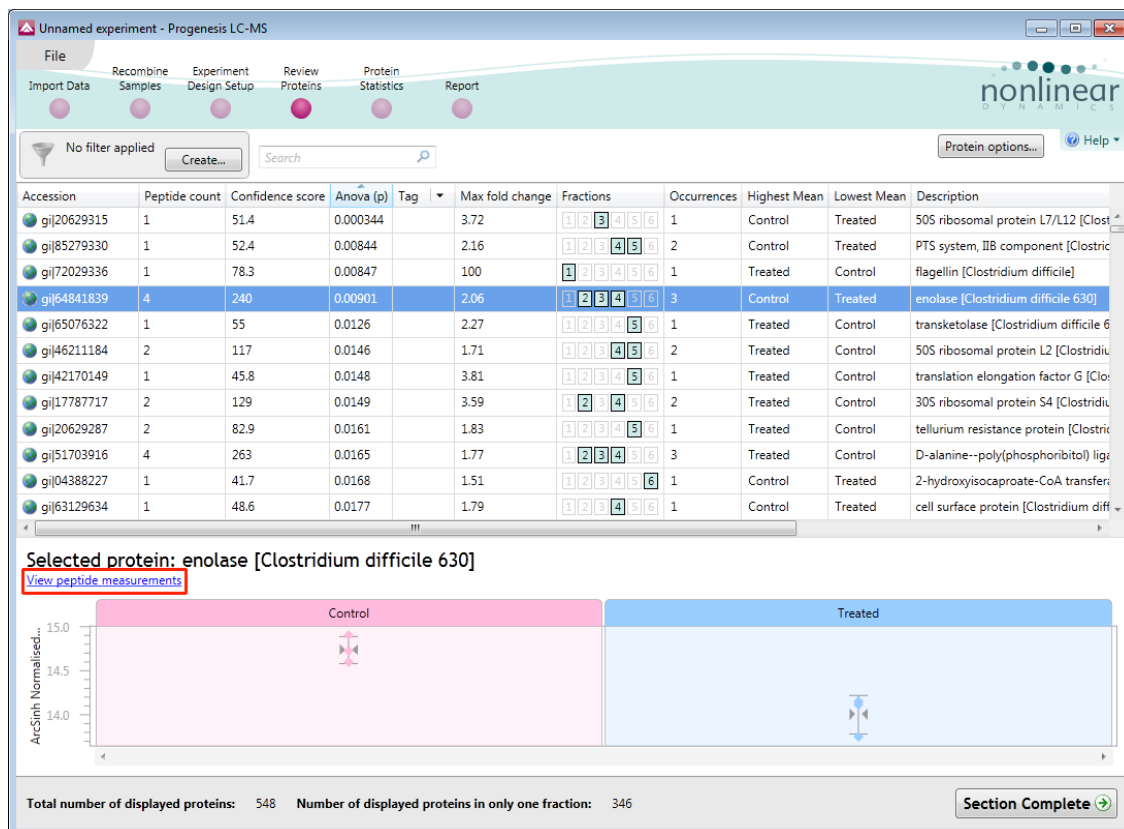 Unnamed experiment - Progenesis LC-MS
File
Import Data Recombine Samples Experiment Design Setup Review Proteins Protein Statistics Report
nonlinear
DYNAMICS
No filter applied Create... Search Protein options... Help
Accession Peptide count Confidence score Anova (p) Tag Max fold change Fractions Occurrences Highest Mean Lowest Mean Description
gi|20629315 1 51.4 0.000344 3.72 1 2 3 4 5 6 1 Control Treated 50S ribosomal protein L7/L12 [Clost
gi|85279330 1 52.4 0.00844 2.16 1 2 3 4 5 6 2 Control Treated PTS system, IIB component [Clostric
gi|72029336 1 78.3 0.00847 100 1 2 3 4 5 6 1 Treated Control flagellin [Clostridium difficile]
gi|64841839 4 240 0.00901 2.06 1 2 3 4 5 6 3 Control Treated enolase [Clostridium difficile 630]
gi|65076322 1 55 0.0126 2.27 1 2 3 4 5 6 1 Treated Control transketolase [Clostridium difficile 6
gi|46211184 2 117 0.0146 1.71 1 2 3 4 5 6 2 Treated Control 50S ribosomal protein L2 [Clostridiu
gi|42170149 1 45.8 0.0148 3.81 1 2 3 4 5 6 1 Treated Control translation elongation factor G [Clos
gi|17787717 2 129 0.0149 3.59 1 2 3 4 5 6 2 Treated Control 30S ribosomal protein S4 [Clostridiu
gi|20629287 2 82.9 0.0161 1.83 1 2 3 4 5 6 1 Treated Control tellurium resistance protein [Clostric
gi|51703916 4 263 0.0165 1.77 1 2 3 4 5 6 3 Treated Control D-alanine--poly(phosphoribitol) liga
gi|04388227 1 41.7 0.0168 1.51 1 2 3 4 5 6 1 Treated Control 2-hydroxyisocaproate-CoA transfera
gi|63129634 1 48.6 0.0177 1.79 1 2 3 4 5 6 1 Control Treated cell surface protein [Clostridium diff
Selected protein: enolase [Clostridium difficile 630]
View peptide measurements
Control Treated
ArcSinh Normalised...
15.0
14.5
14.0
Total number of displayed proteins: 548 Number of displayed proteins in only one fraction: 346 Section Complete